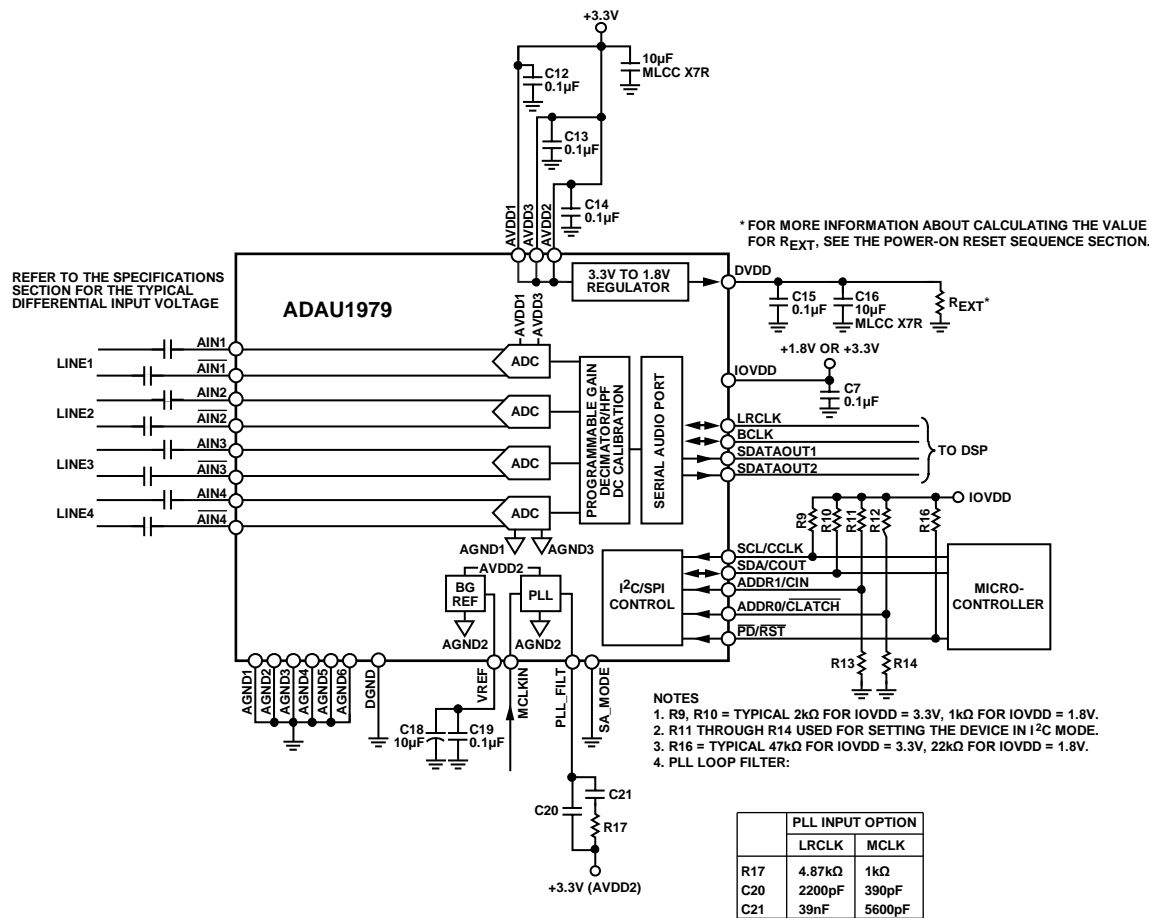 +3.3V
10µF
MLCC X7R
C12
0.1µF
C13
0.1µF
C14
0.1µF
AVDD1
AVDD3
AVDD2
* FOR MORE INFORMATION ABOUT CALCULATING THE VALUE
FOR REXT, SEE THE POWER-ON RESET SEQUENCE SECTION.
REFER TO THE SPECIFICATIONS
SECTION FOR THE TYPICAL
DIFFERENTIAL INPUT VOLTAGE
ADAU1979
3.3V TO 1.8V
REGULATOR
DVDD
C15
0.1µF
C16
10µF
MLCC X7R
REXT*
AVDD1
AVDD3
+1.8V OR +3.3V
IOVDD
C7
0.1µF
LINE1
AIN1
AIN1
LINE2
AIN2
AIN2
LINE3
AIN3
AIN3
LINE4
AIN4
AIN4
ADC
ADC
ADC
ADC
AGND1
AGND3
PROGRAMMABLE GAIN
DECIMATOR/HPF
DC CALIBRATION
SERIAL AUDIO PORT
LRCLK
BCLK
SDATAOUT1
SDATAOUT2
TO DSP
IOVDD
R9
R10
R11
R12
R16
I2C/SPI
CONTROL
SCL/CCLK
SDA/COUT
ADDR1/CIN
ADDR0/CLATCH
PD/RST
MICRO-
CONTROLLER
R13
R14
AVDD2
BG
REF
PLL
AGND2
AGND2
AGND1
AGND2
AGND3
AGND4
AGND5
AGND6
DGND
VREF
MCLKIN
PLL_FILT
SA_MODE
C18
10µF
C19
0.1µF
C20
C21
R17
+3.3V (AVDD2)
NOTES
1. R9, R10 = TYPICAL 2kΩ FOR IOVDD = 3.3V, 1kΩ FOR IOVDD = 1.8V.
2. R11 THROUGH R14 USED FOR SETTING THE DEVICE IN I2C MODE.
3. R16 = TYPICAL 47kΩ FOR IOVDD = 3.3V, 22kΩ FOR IOVDD = 1.8V.
4. PLL LOOP FILTER:
PLL INPUT OPTION
LRCLK MCLK
R17 4.87kΩ 1kΩ
C20 2200pF 390pF
C21 39nF 5600pF